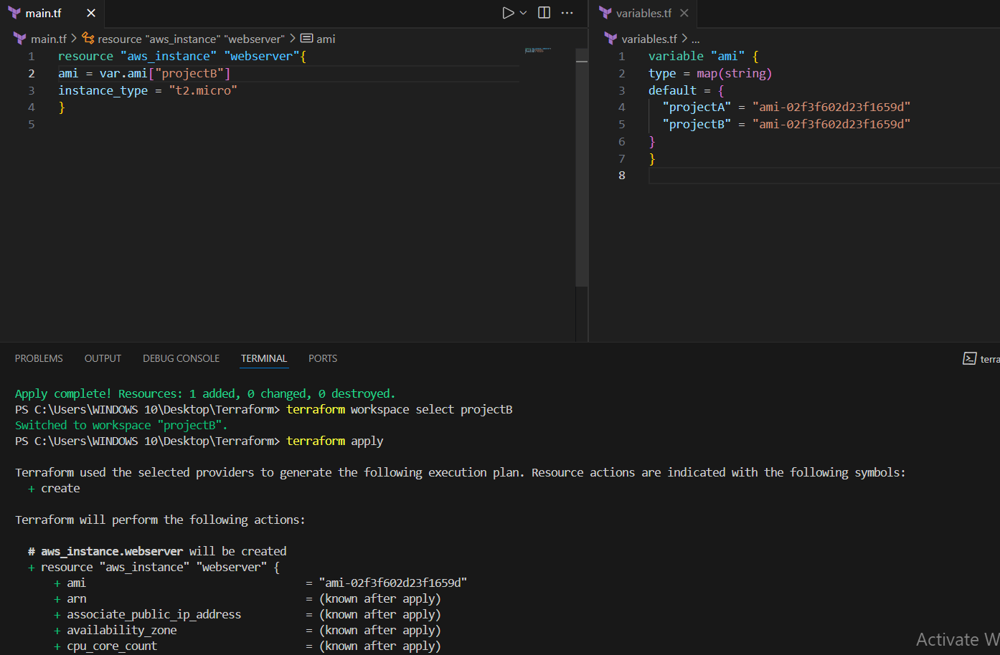 main.tf
main.tf resource "aws_instance" "webserver" ami
1 resource "aws_instance" "webserver"{
2 ami = var.ami["projectB"]
3 instance_type = "t2.micro"
4 }
5
variables.tf
variables.tf ...
1 variable "ami" {
2 type = map(string)
3 default = {
4 "projectA" = "ami-02f3f602d23f1659d"
5 "projectB" = "ami-02f3f602d23f1659d"
6 }
7 }
8
PROBLEMS OUTPUT DEBUG CONSOLE TERMINAL PORTS terra
Apply complete! Resources: 1 added, 0 changed, 0 destroyed.
PS C:\Users\WINDOWS 10\Desktop\Terraform> terraform workspace select projectB
Switched to workspace "projectB".
PS C:\Users\WINDOWS 10\Desktop\Terraform> terraform apply
Terraform used the selected providers to generate the following execution plan. Resource actions are indicated with the following symbols:
+ create
Terraform will perform the following actions:
# aws_instance.webserver will be created
+ resource "aws_instance" "webserver" {
+ ami = "ami-02f3f602d23f1659d"
+ arn = (known after apply)
+ associate_public_ip_address = (known after apply)
+ availability_zone = (known after apply)
+ cpu_core_count = (known after apply)
Activate W